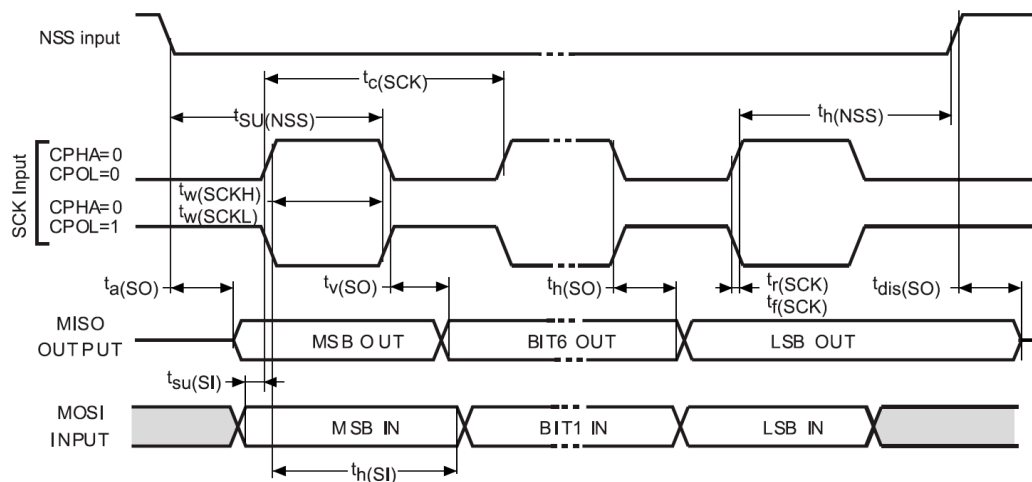 NSS input
tc(SCK)
tSU(NSS)
th(NSS)
SCK Input
CPHA=0
CPOL=0
tw(SCKH)
CPHA=0
tw(SCKL)
CPOL=1
ta(SO)
tv(SO)
th(SO)
tr(SCK)
tf(SCK)
tdis(SO)
MISO
OUTPUT
MSB OUT
BIT6 OUT
LSB OUT
tsu(SI)
MOSI
INPUT
MSB IN
BIT1 IN
LSB IN
th(SI)